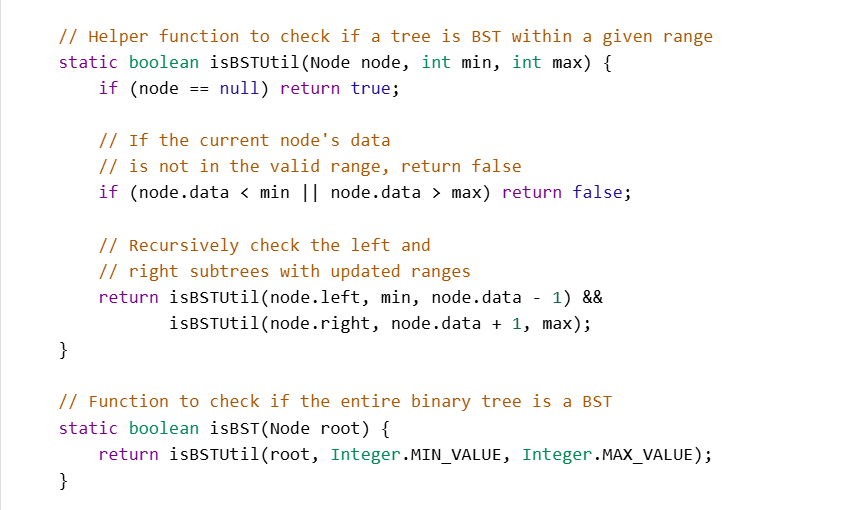 // Helper function to check if a tree is BST within a given range
static boolean isBSTUtil(Node node, int min, int max) {
    if (node == null) return true;

    // If the current node's data
    // is not in the valid range, return false
    if (node.data < min || node.data > max) return false;

    // Recursively check the left and
    // right subtrees with updated ranges
    return isBSTUtil(node.left, min, node.data - 1) &&
           isBSTUtil(node.right, node.data + 1, max);
}

// Function to check if the entire binary tree is a BST
static boolean isBST(Node root) {
    return isBSTUtil(root, Integer.MIN_VALUE, Integer.MAX_VALUE);
}